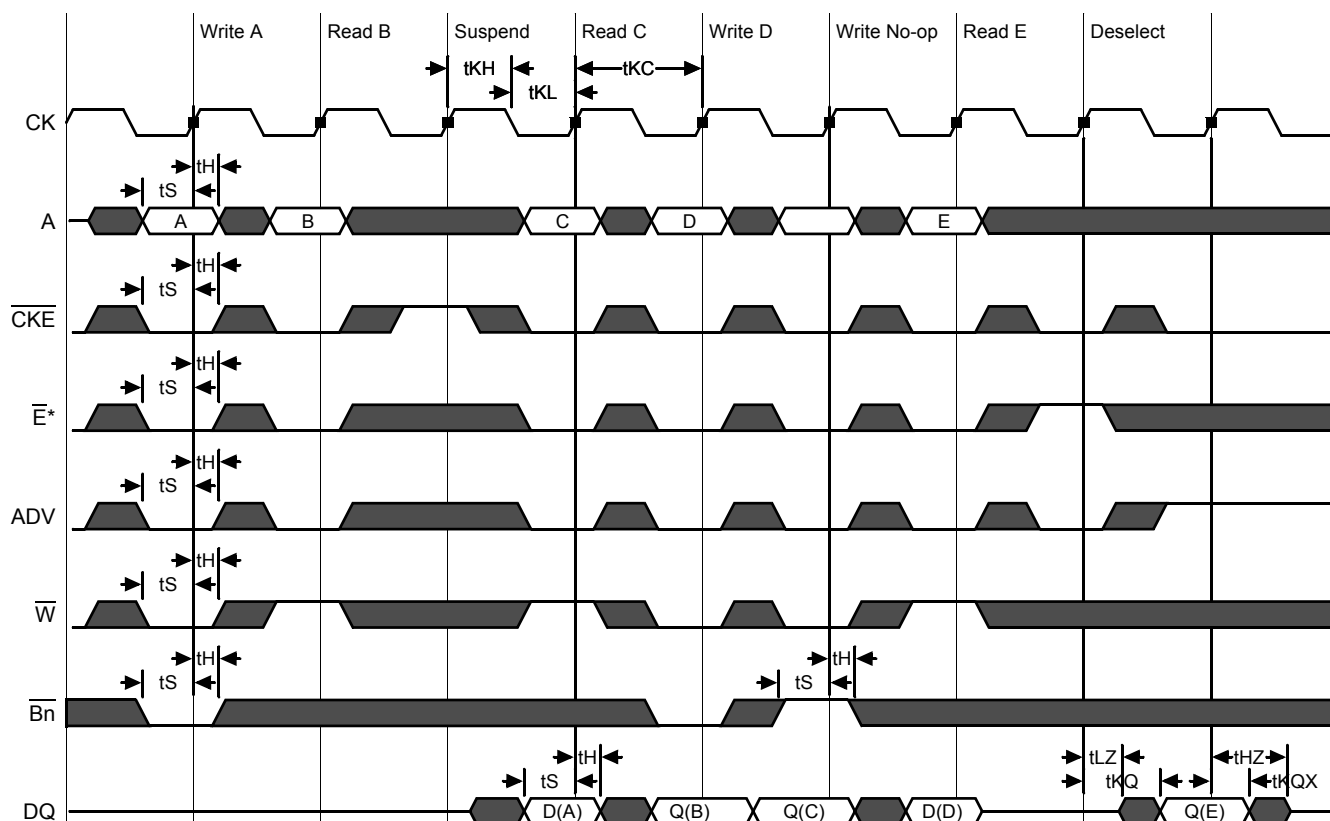 Write A Read B Suspend Read C Write D Write No-op Read E Deselect
tKH tKC
tKL
CK
tH
tS
A A B C D E
tH
tS
CKE
tH
tS
E*
tH
tS
ADV
tH
tS
W
tH tH
tS tS
Bn
tH tLZ tHZ
tS tKQ tKQX
DQ D(A) Q(B) Q(C) D(D) Q(E)